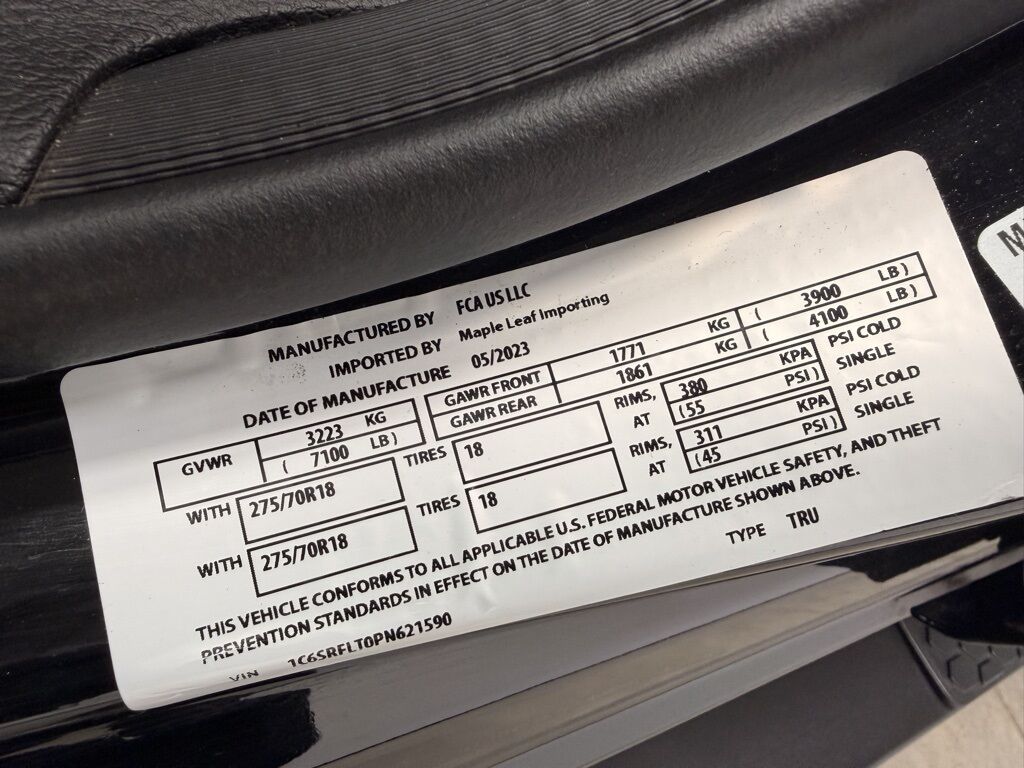 MANUFACTURED BY FCA US LLC
IMPORTED BY Maple Leaf Importing
DATE OF MANUFACTURE 05/2023
GVWR 3223 KG
( 7100 LB )
GAWR FRONT 1771 KG ( 3900 LB )
GAWR REAR 1861 KG ( 4100 LB )
WITH 275/70R18 TIRES 18 RIMS, AT 380 KPA (55 PSI ) PSI COLD SINGLE
WITH 275/70R18 TIRES 18 RIMS, AT 311 KPA (45 PSI ) PSI COLD SINGLE
THIS VEHICLE CONFORMS TO ALL APPLICABLE U.S. FEDERAL MOTOR VEHICLE SAFETY, AND THEFT
PREVENTION STANDARDS IN EFFECT ON THE DATE OF MANUFACTURE SHOWN ABOVE.
VIN 1C6SRFLT0PN621590 TYPE TRU